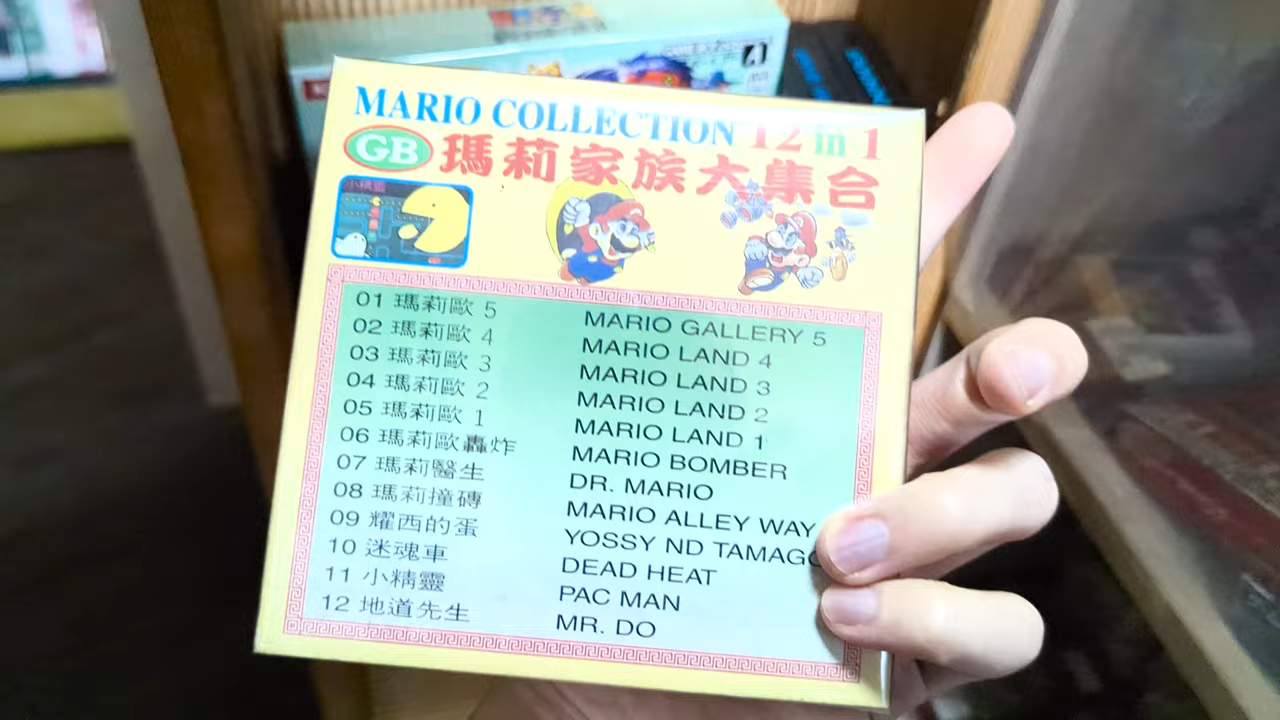 MARIO COLLECTION 12 in 1
GB 瑪莉家族大集合
小精靈
01 瑪莉歐 5 MARIO GALLERY 5
02 瑪莉歐 4 MARIO LAND 4
03 瑪莉歐 3 MARIO LAND 3
04 瑪莉歐 2 MARIO LAND 2
05 瑪莉歐 1 MARIO LAND 1
06 瑪莉歐轟炸 MARIO BOMBER
07 瑪莉醫生 DR. MARIO
08 瑪莉撞磚 MARIO ALLEY WAY
09 耀西的蛋 YOSSY ND TAMAGO
10 迷魂車 DEAD HEAT
11 小精靈 PAC MAN
12 地道先生 MR. DO